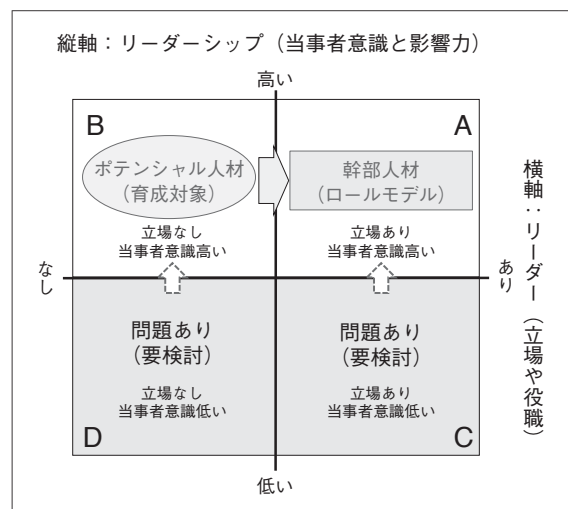 縦軸：リーダーシップ（当事者意識と影響力）
高い
B
A
ポテンシャル人材
（育成対象）
幹部人材
（ロールモデル）
立場なし
当事者意識高い
立場あり
当事者意識高い
なし
あり
横軸：リーダー（立場や役職）
問題あり
（要検討）
問題あり
（要検討）
立場なし
当事者意識低い
立場あり
当事者意識低い
D
C
低い